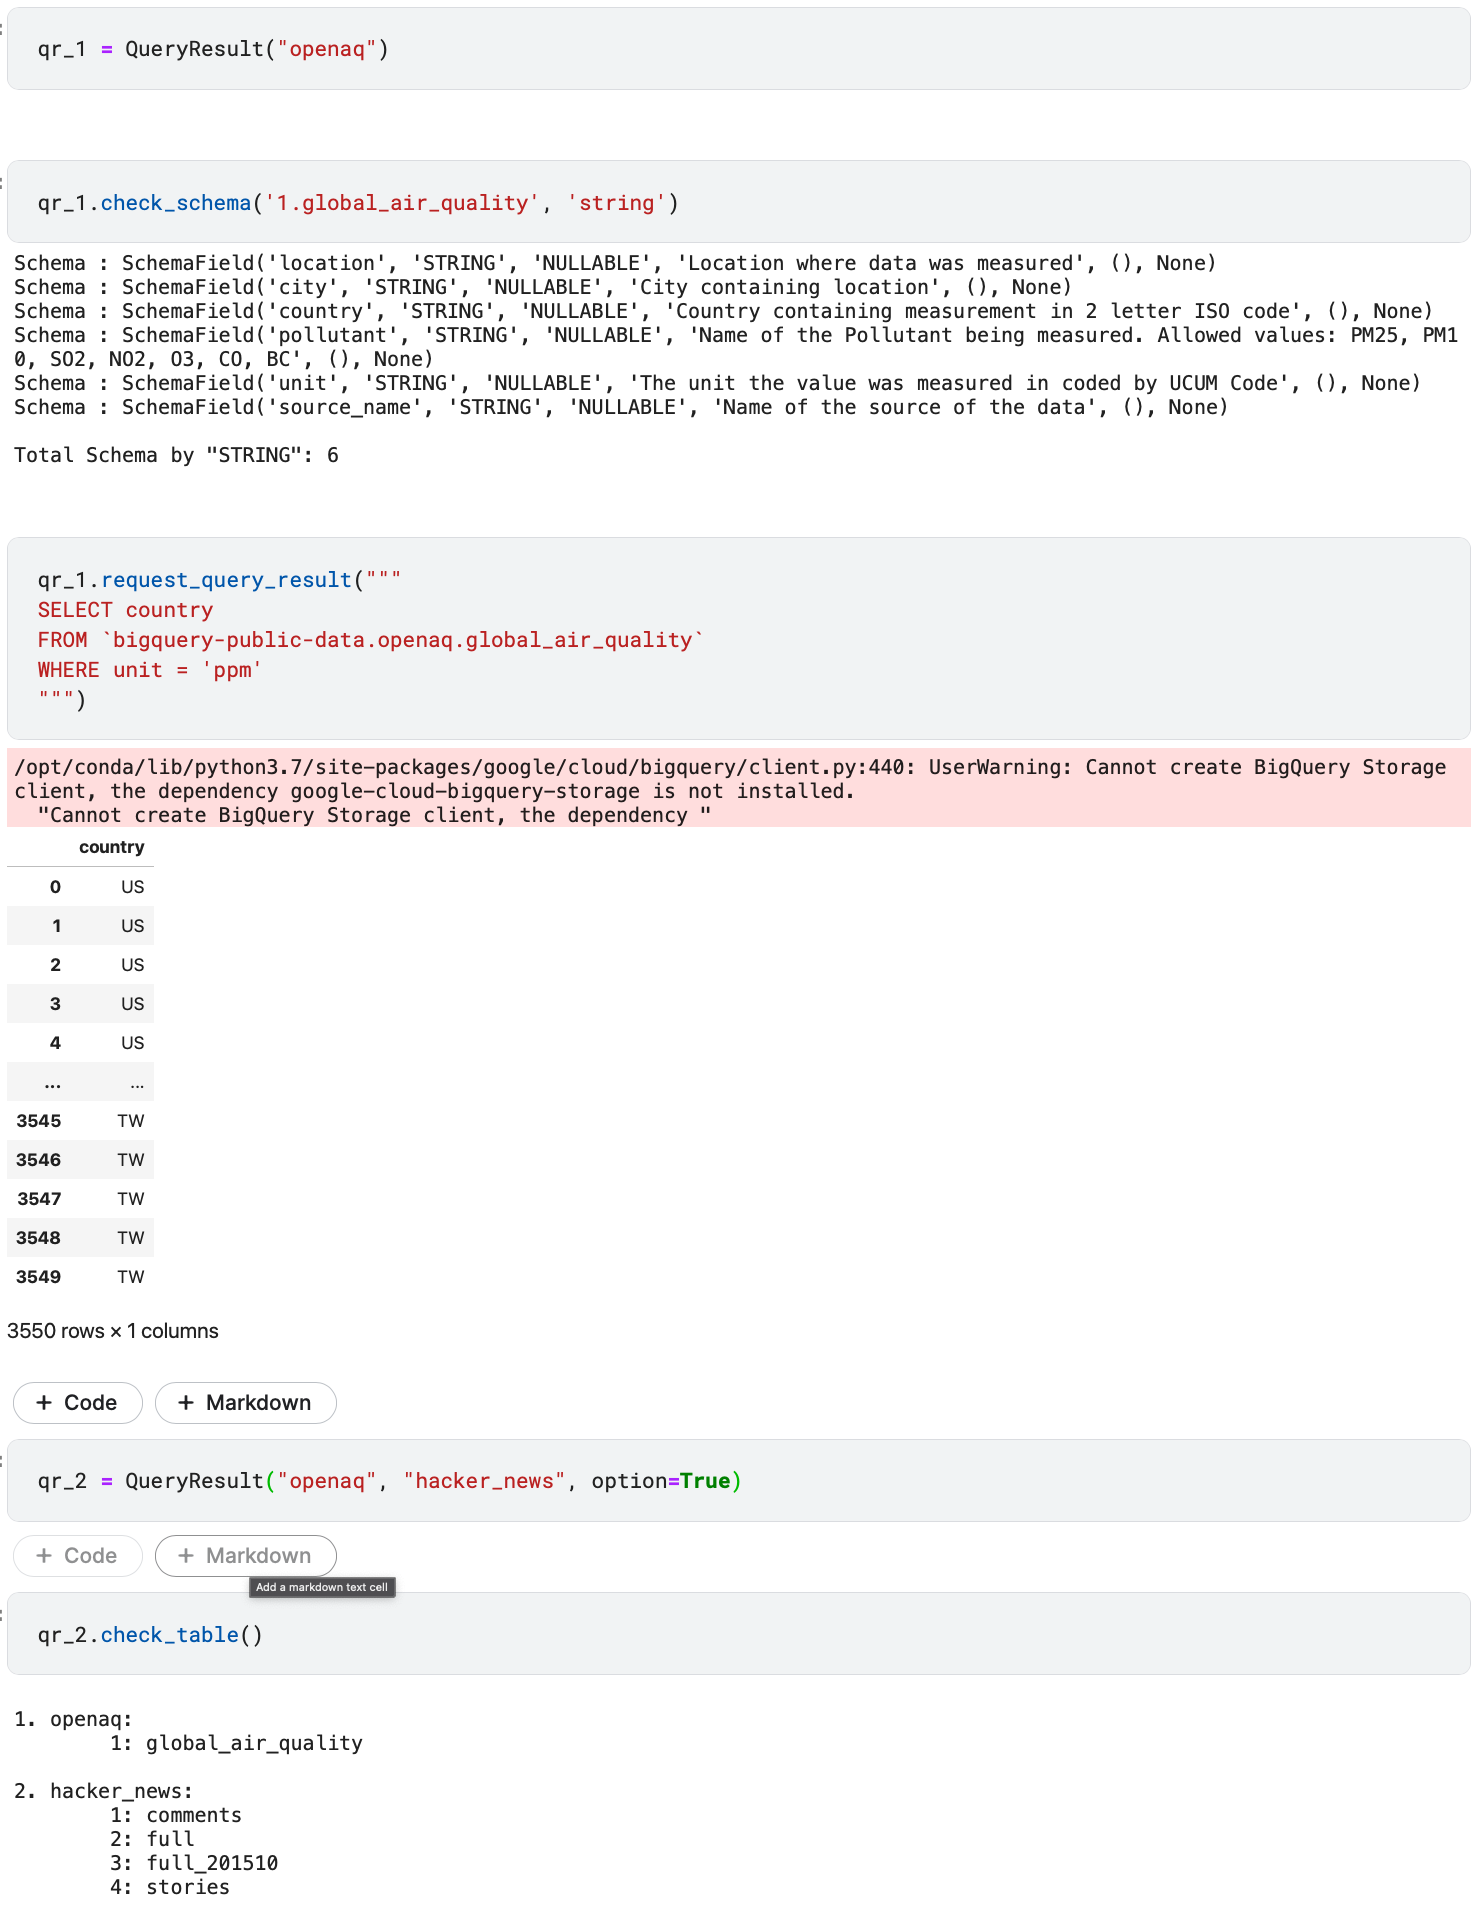 qr_1 = QueryResult("openaq")
qr_1.check_schema('1.global_air_quality', 'string')
Schema : SchemaField('location', 'STRING', 'NULLABLE', 'Location where data was measured', (), None)
Schema : SchemaField('city', 'STRING', 'NULLABLE', 'City containing location', (), None)
Schema : SchemaField('country', 'STRING', 'NULLABLE', 'Country containing measurement in 2 letter ISO code', (), None)
Schema : SchemaField('pollutant', 'STRING', 'NULLABLE', 'Name of the Pollutant being measured. Allowed values: PM25, PM1
0, SO2, NO2, O3, CO, BC', (), None)
Schema : SchemaField('unit', 'STRING', 'NULLABLE', 'The unit the value was measured in coded by UCUM Code', (), None)
Schema : SchemaField('source_name', 'STRING', 'NULLABLE', 'Name of the source of the data', (), None)
Total Schema by "STRING": 6
qr_1.request_query_result("""
SELECT country
FROM `bigquery-public-data.openaq.global_air_quality`
WHERE unit = 'ppm'
""")
/opt/conda/lib/python3.7/site-packages/google/cloud/bigquery/client.py:440: UserWarning: Cannot create BigQuery Storage
client, the dependency google-cloud-bigquery-storage is not installed.
"Cannot create BigQuery Storage client, the dependency "
country
0 US
1 US
2 US
3 US
4 US
... ...
3545 TW
3546 TW
3547 TW
3548 TW
3549 TW
3550 rows × 1 columns
+ Code + Markdown
qr_2 = QueryResult("openaq", "hacker_news", option=True)
+ Code + Markdown
Add a markdown text cell
qr_2.check_table()
1. openaq:
1: global_air_quality
2. hacker_news:
1: comments
2: full
3: full_201510
4: stories